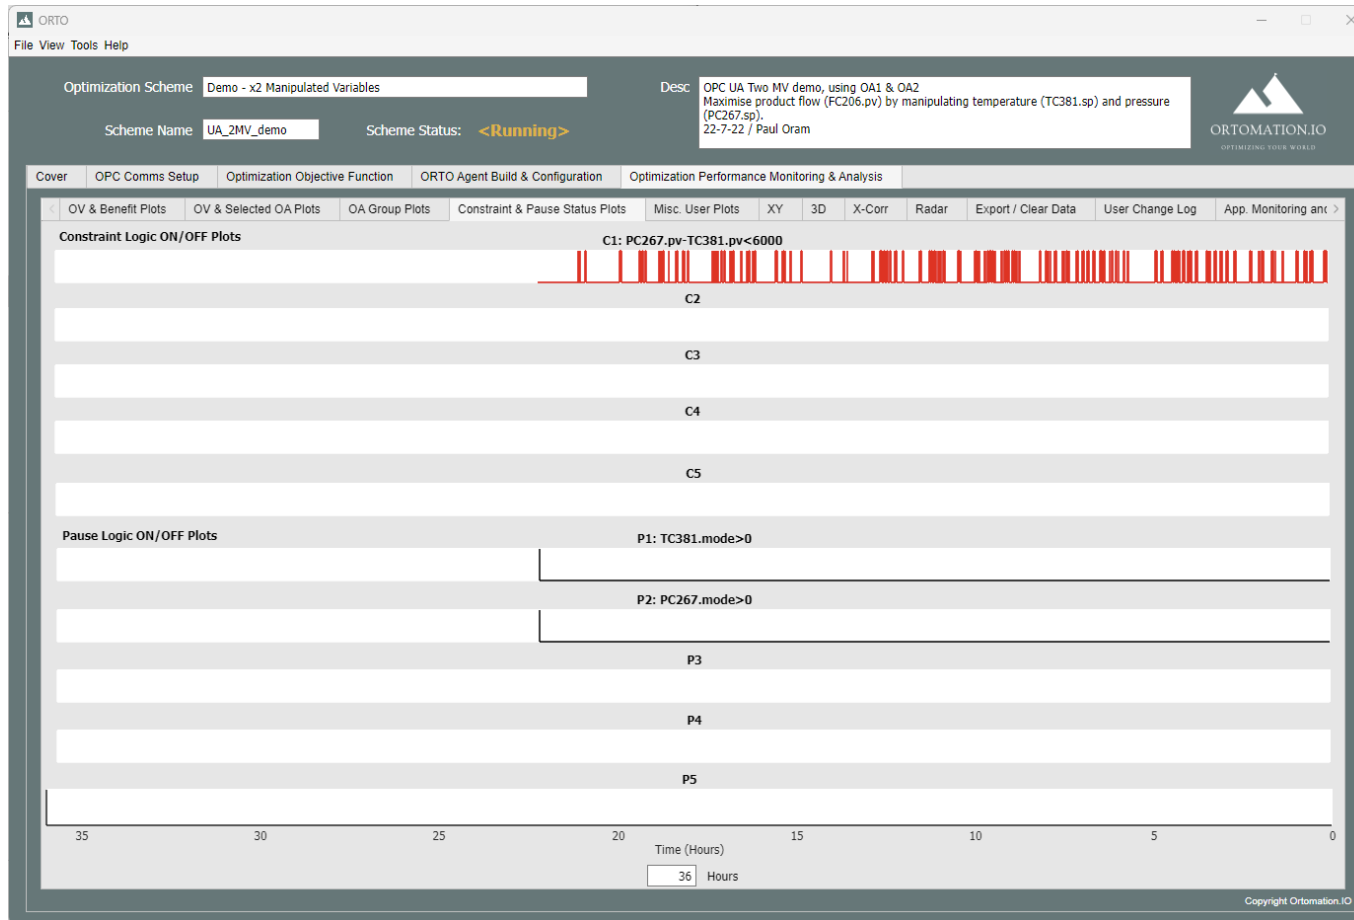 ORTO
File View Tools Help
Optimization Scheme Demo - x2 Manipulated Variables
Desc OPC UA Two MV demo, using OA1 & OA2
Maximise product flow (FC206.pv) by manipulating temperature (TC381.sp) and pressure
(PC267.sp).
22-7-22 / Paul Oram
Scheme Name UA_2MV_demo Scheme Status: <Running>
ORTOMATION.IO
OPTIMIZING YOUR WORLD
Cover OPC Comms Setup Optimization Objective Function ORTO Agent Build & Configuration Optimization Performance Monitoring & Analysis
OV & Benefit Plots OV & Selected OA Plots OA Group Plots Constraint & Pause Status Plots Misc. User Plots XY 3D X-Corr Radar Export / Clear Data User Change Log App. Monitoring anc
Constraint Logic ON/OFF Plots
C1: PC267.pv-TC381.pv<6000
C2
C3
C4
C5
Pause Logic ON/OFF Plots
P1: TC381.mode>0
P2: PC267.mode>0
P3
P4
P5
35 30 25 20 15 10 5 0
Time (Hours)
36 Hours
Copyright Ortomation.IO